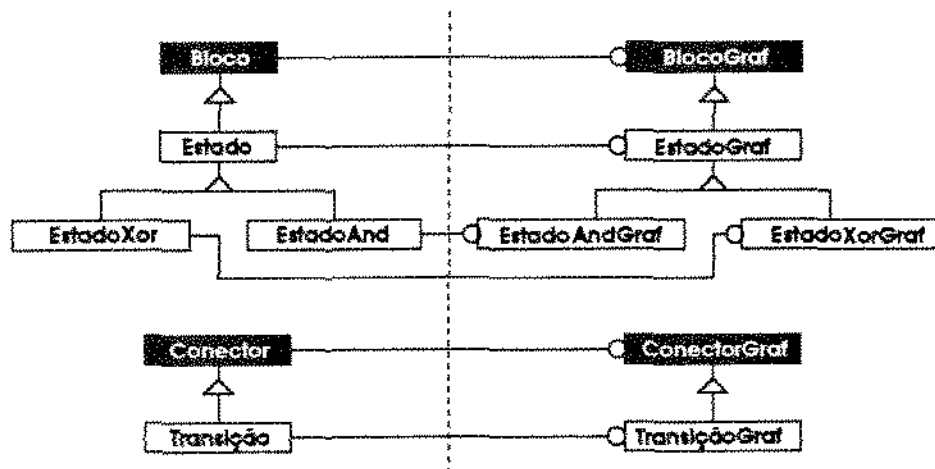 Bloco BlocoGraf
Estado EstadoGraf
EstadoXor EstadoAnd EstadoAndGraf EstadoXorGraf
Conector ConectorGraf
Transição TransiçãoGraf